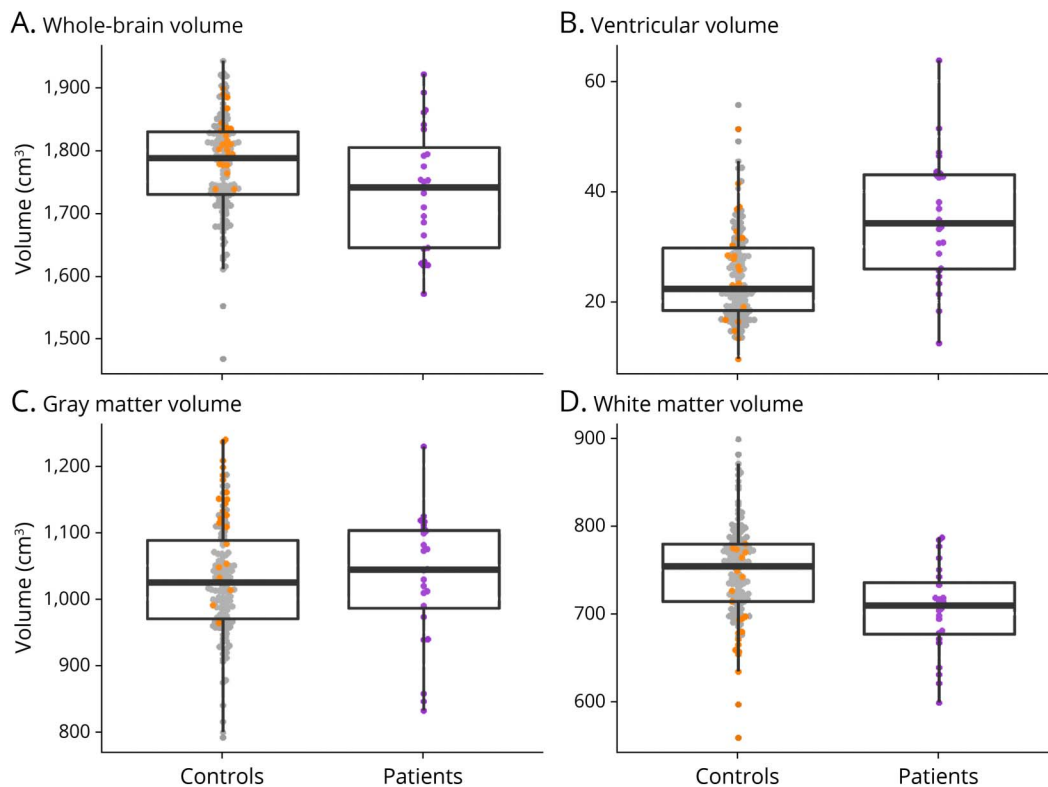 A. Whole-brain volume
Volume (cm³)
1,900
1,800
1,700
1,600
1,500
B. Ventricular volume
60
40
20
C. Gray matter volume
Volume (cm³)
1,200
1,100
1,000
900
800
Controls
Patients
D. White matter volume
900
800
700
600
Controls
Patients